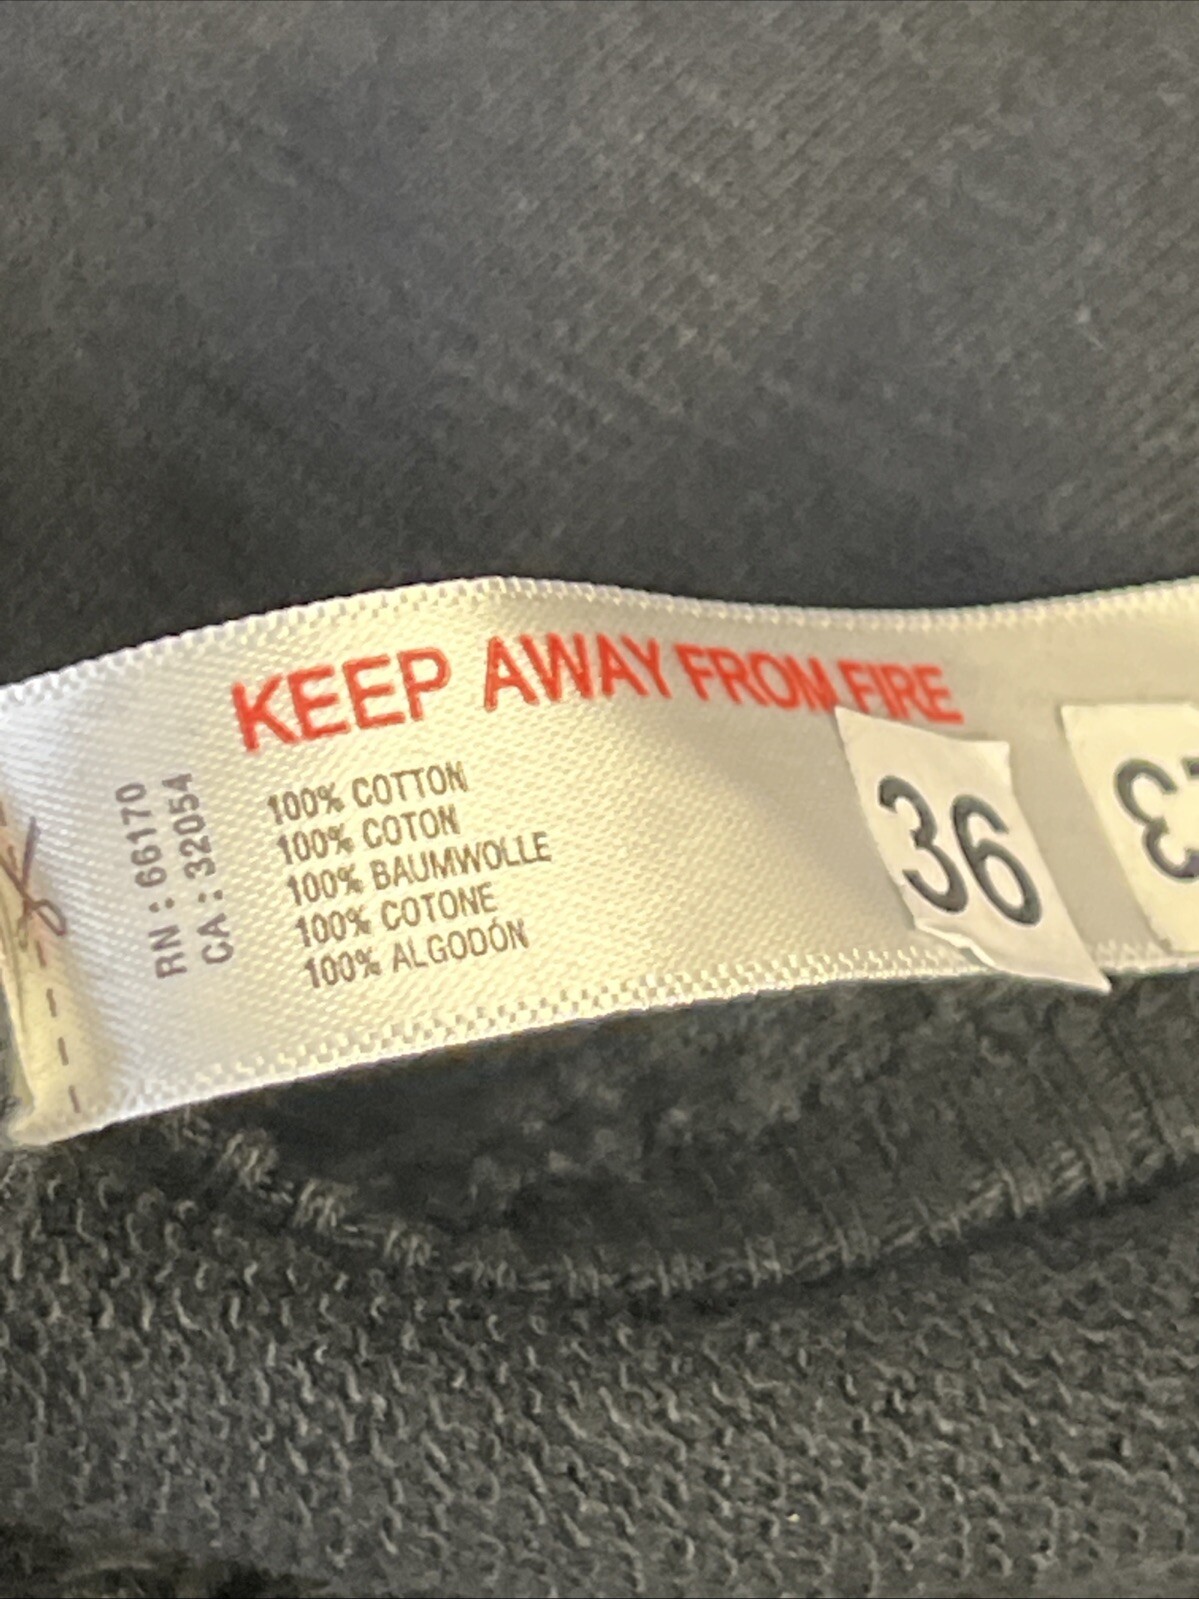 KEEP AWAY FROM FIRE
RN : 66170
CA : 32054
100% COTTON
100% COTON
100% BAUMWOLLE
100% COTONE
100% ALGODÓN
36